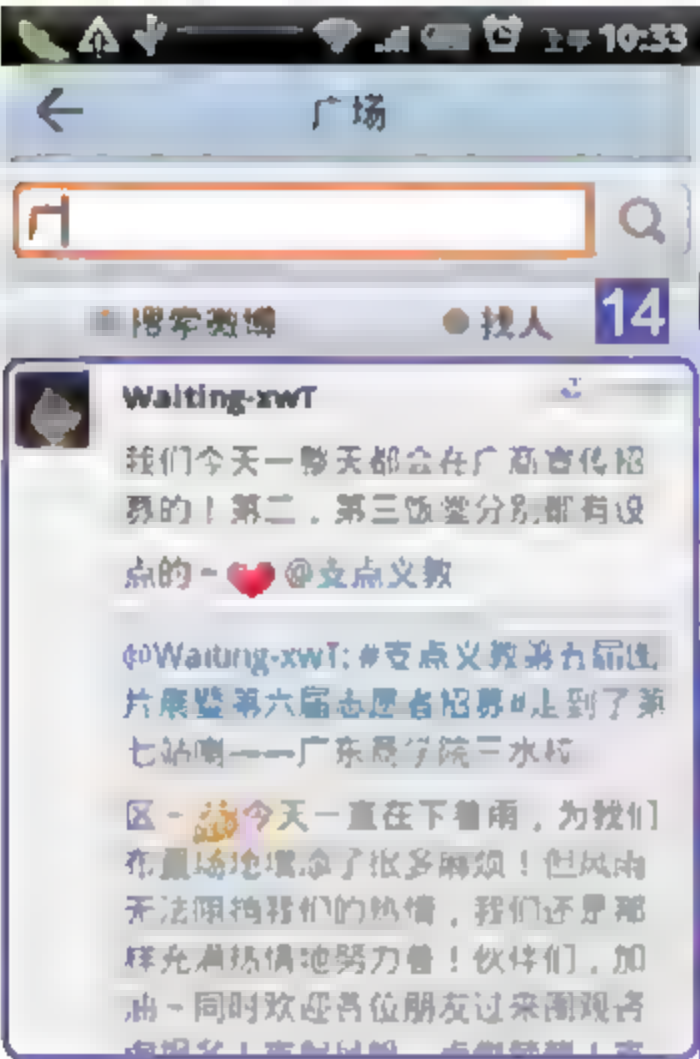 上午 10:33
广场
广
搜索微博
找人
14
Waiting-xwT
我们今天一整天都会在广商宣传招
募的！第二，第三饭堂分别都有设
点的~ @支点义教
@Waiting-xwT: #支点义教第九届图
片展暨第六届志愿者招募#走到了第
七站喇——广东商学院三水校
区~ 今天一直在下着雨，为我们
布置场地增添了很多麻烦！但风雨
无法阻挡我们的热情，我们还是那
样充满热情地努力着！伙伴们，加
油~同时欢迎各位朋友过来围观者